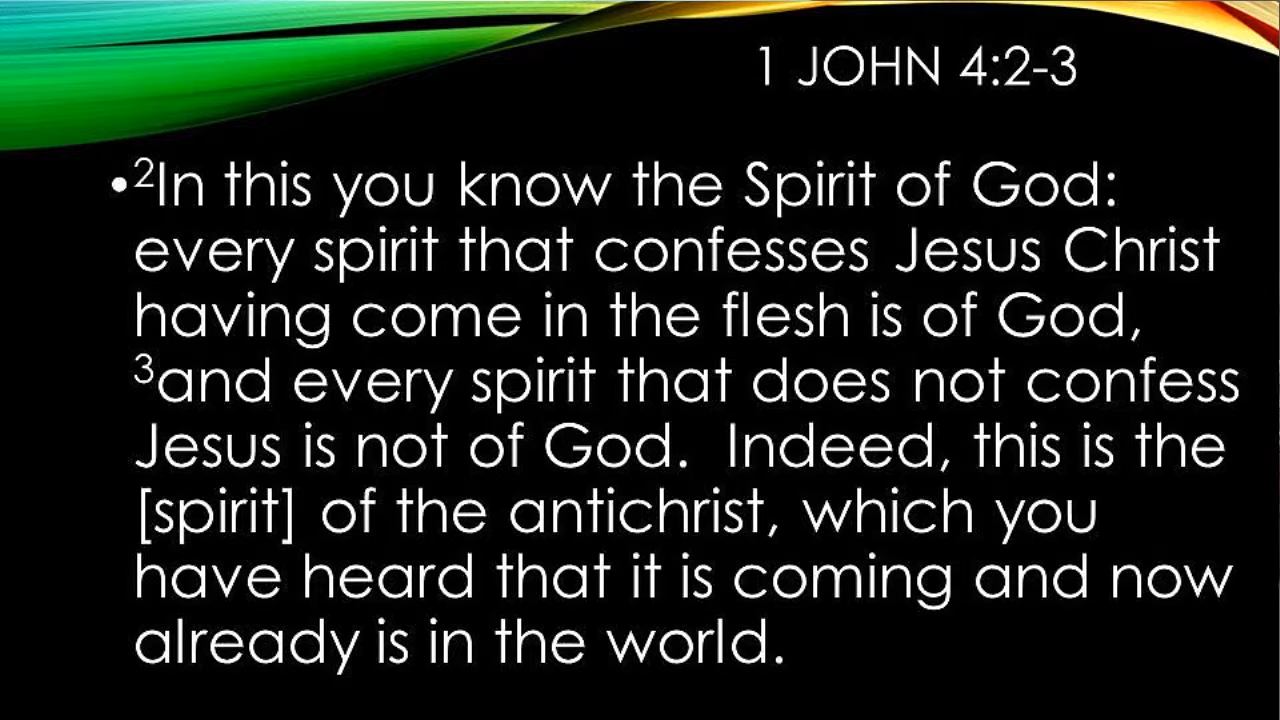 1 JOHN 4:2-3
•²In this you know the Spirit of God:
every spirit that confesses Jesus Christ
having come in the flesh is of God,
³and every spirit that does not confess
Jesus is not of God.  Indeed, this is the
[spirit] of the antichrist, which you
have heard that it is coming and now
already is in the world.